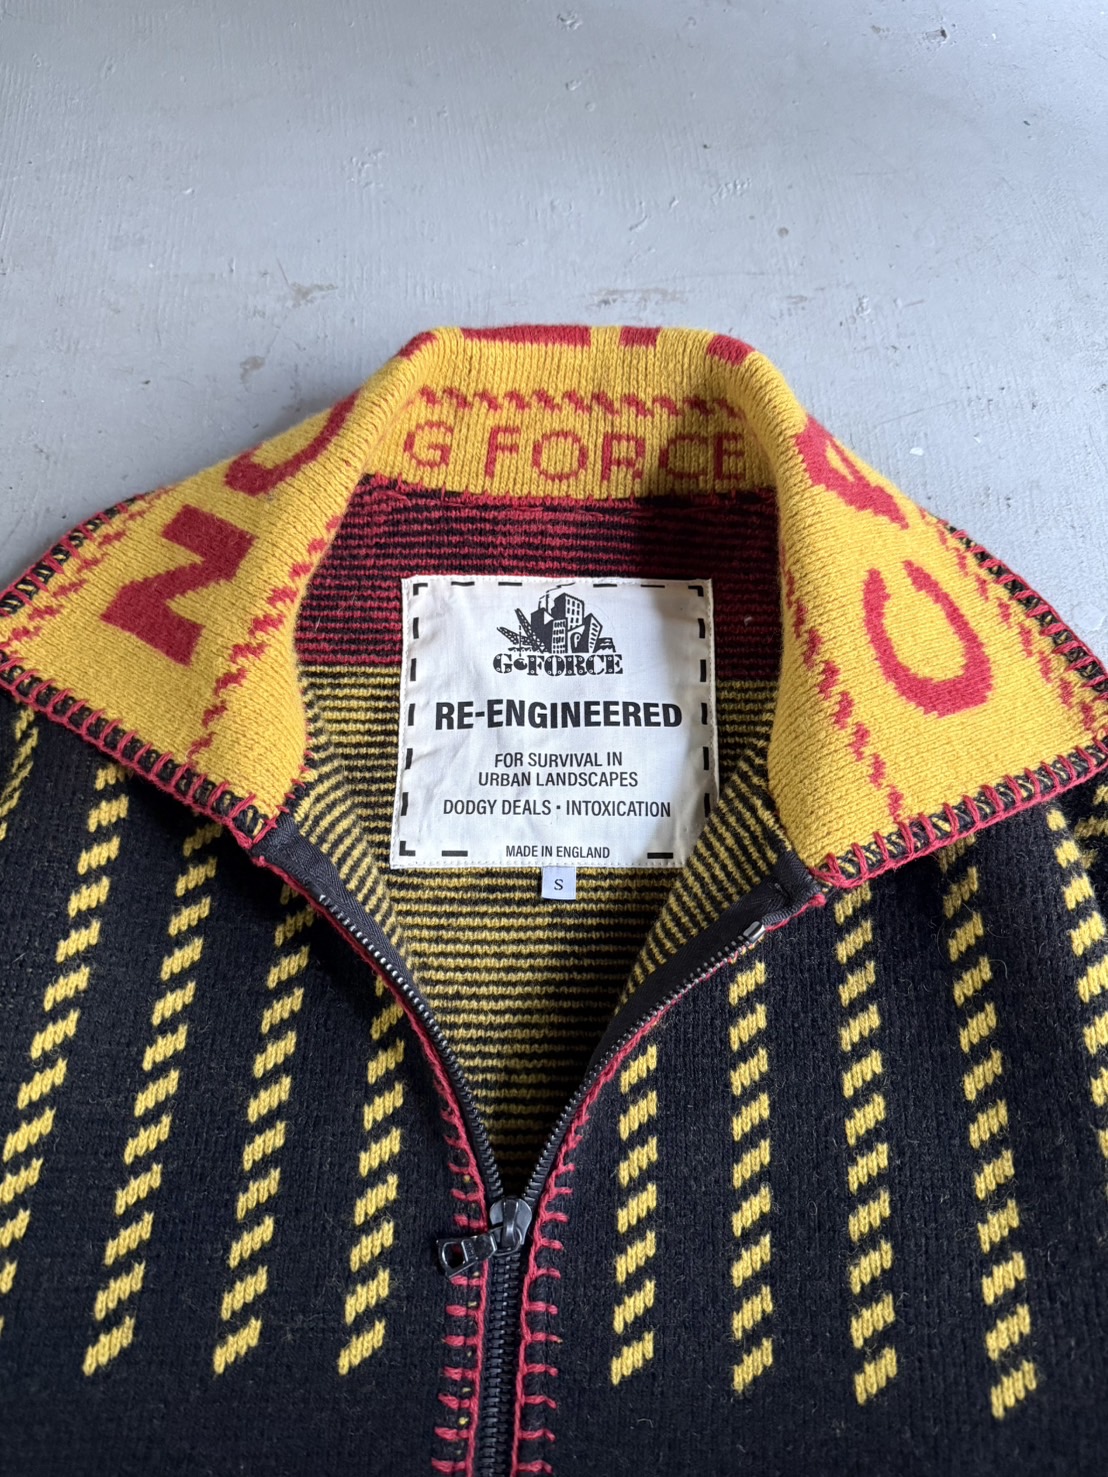 G FORCE
G-FORCE
RE-ENGINEERED
FOR SURVIVAL IN
URBAN LANDSCAPES
DODGY DEALS · INTOXICATION
MADE IN ENGLAND
S